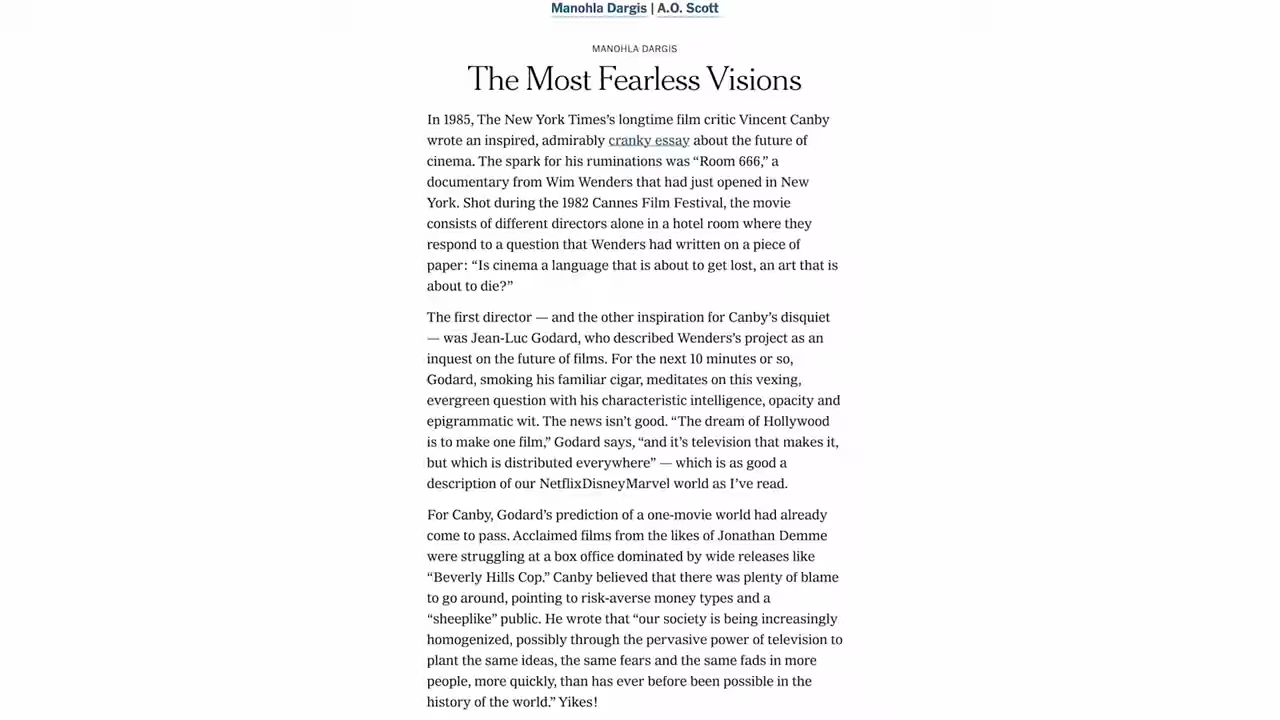 Manohla Dargis | A.O. Scott
MANOHLA DARGIS
The Most Fearless Visions
In 1985, The New York Times’s longtime film critic Vincent Canby
wrote an inspired, admirably cranky essay about the future of
cinema. The spark for his ruminations was “Room 666,” a
documentary from Wim Wenders that had just opened in New
York. Shot during the 1982 Cannes Film Festival, the movie
consists of different directors alone in a hotel room where they
respond to a question that Wenders had written on a piece of
paper: “Is cinema a language that is about to get lost, an art that is
about to die?”
The first director — and the other inspiration for Canby’s disquiet
— was Jean-Luc Godard, who described Wenders’s project as an
inquest on the future of films. For the next 10 minutes or so,
Godard, smoking his familiar cigar, meditates on this vexing,
evergreen question with his characteristic intelligence, opacity and
epigrammatic wit. The news isn’t good. “The dream of Hollywood
is to make one film,” Godard says, “and it’s television that makes it,
but which is distributed everywhere” — which is as good a
description of our NetflixDisneyMarvel world as I’ve read.
For Canby, Godard’s prediction of a one-movie world had already
come to pass. Acclaimed films from the likes of Jonathan Demme
were struggling at a box office dominated by wide releases like
“Beverly Hills Cop.” Canby believed that there was plenty of blame
to go around, pointing to risk-averse money types and a
“sheeplike” public. He wrote that “our society is being increasingly
homogenized, possibly through the pervasive power of television to
plant the same ideas, the same fears and the same fads in more
people, more quickly, than has ever before been possible in the
history of the world.” Yikes!